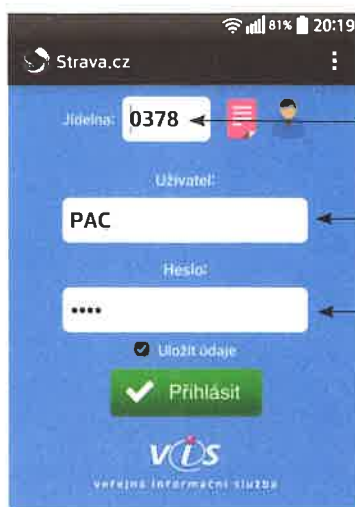 81% 20:19
Strava.cz
Jídelna: 0378
Uživatel:
PAC
Heslo:
••••
Uložit údaje
Přihlásit
vis
veřejná informační služba